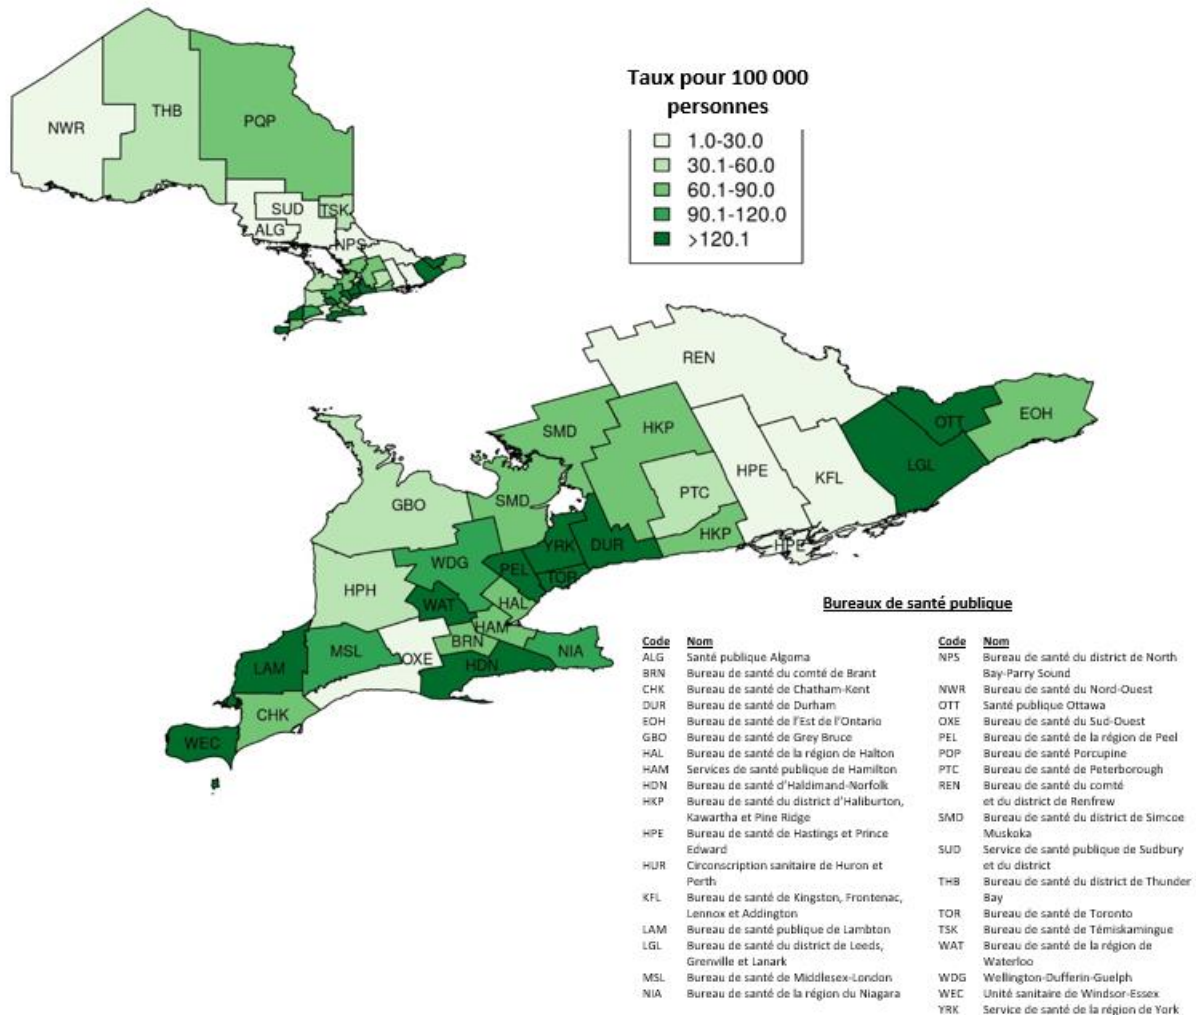 Taux pour 100 000
personnes
1.0-30.0
30.1-60.0
60.1-90.0
90.1-120.0
>120.1
NWR
THB
PQP
SUD
TSK
ALG
NPS
REN
SMD
HKP
OTT
EOH
HPE
KFL
LGL
PTC
GBO
SMD
HKP
YRK
DUR
HPE
WDG
PEL
TOR
HPH
WAT
HAL
HAM
BRN
MSL
OXE
HDN
NIA
LAM
CHK
WEC
Bureaux de santé publique
Code Nom
ALG Santé publique Algoma
BRN Bureau de santé du comté de Brant
CHK Bureau de santé de Chatham-Kent
DUR Bureau de santé de Durham
EOH Bureau de santé de l'Est de l'Ontario
GBO Bureau de santé de Grey Bruce
HAL Bureau de santé de la région de Halton
HAM Services de santé publique de Hamilton
HDN Bureau de santé d'Haldimand-Norfolk
HKP Bureau de santé du district d'Haliburton,
Kawartha et Pine Ridge
HPE Bureau de santé de Hastings et Prince
Edward
HUR Circonscription sanitaire de Huron et
Perth
KFL Bureau de santé de Kingston, Frontenac,
Lennox et Addington
LAM Bureau de santé publique de Lambton
LGL Bureau de santé du district de Leeds,
Grenville et Lanark
MSL Bureau de santé de Middlesex-London
NIA Bureau de santé de la région du Niagara
Code Nom
NPS Bureau de santé du district de North
Bay-Parry Sound
NWR Bureau de santé du Nord-Ouest
OTT Santé publique Ottawa
OXE Bureau de santé du Sud-Ouest
PEL Bureau de santé de la région de Peel
PQP Bureau de santé Porcupine
PTC Bureau de santé de Peterborough
REN Bureau de santé du comté
et du district de Renfrew
SMD Bureau de santé du district de Simcoe
Muskoka
SUD Service de santé publique de Sudbury
et du district
THB Bureau de santé du district de Thunder
Bay
TOR Bureau de santé de Toronto
TSK Bureau de santé de Témiskamingue
WAT Bureau de santé de la région de
Waterloo
WDG Wellington-Dufferin-Guelph
WEC Unité sanitaire de Windsor-Essex
YRK Service de santé de la région de York